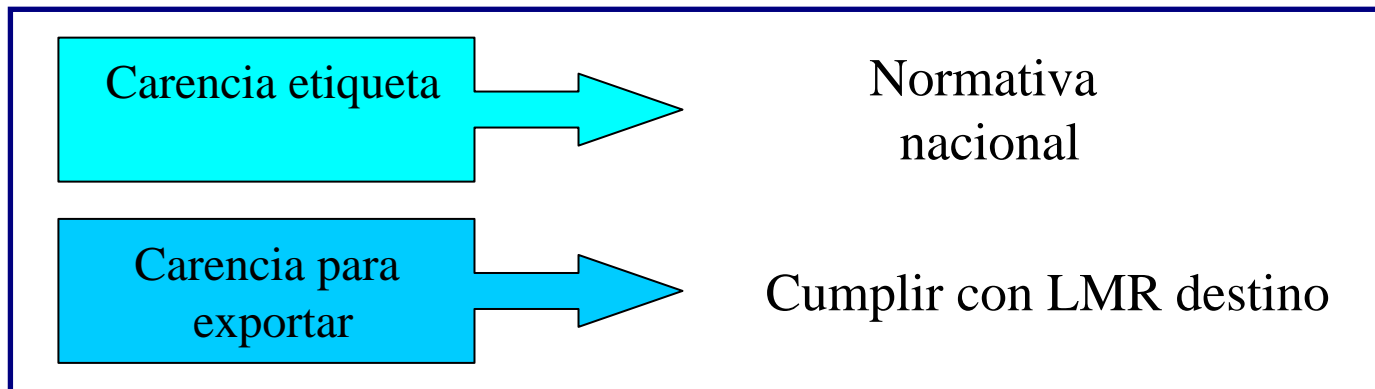 Carencia etiqueta
Normativa
nacional
Carencia para
exportar
Cumplir con LMR destino